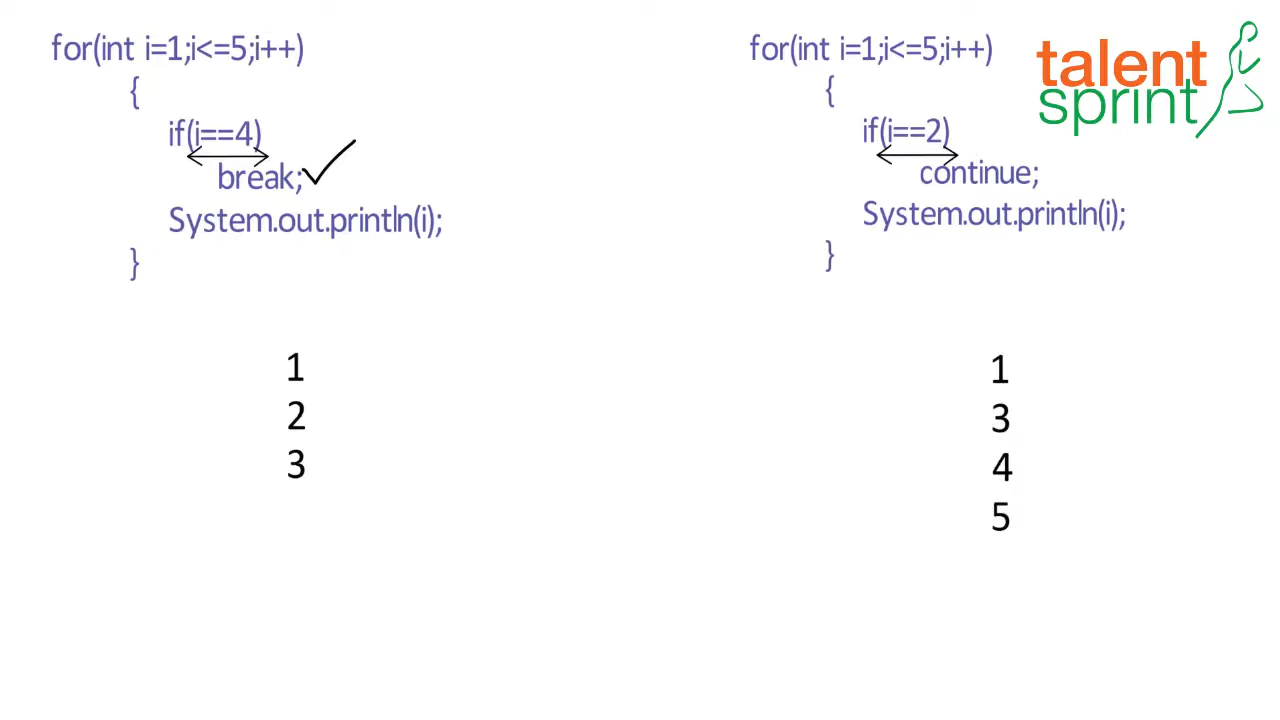 for(int i=1;i<=5;i++)
{
if(i==4)
break;
System.out.println(i);
}
1
2
3
for(int i=1;i<=5;i++)
{
if(i==2)
continue;
System.out.println(i);
}
1
3
4
5
talent
sprint